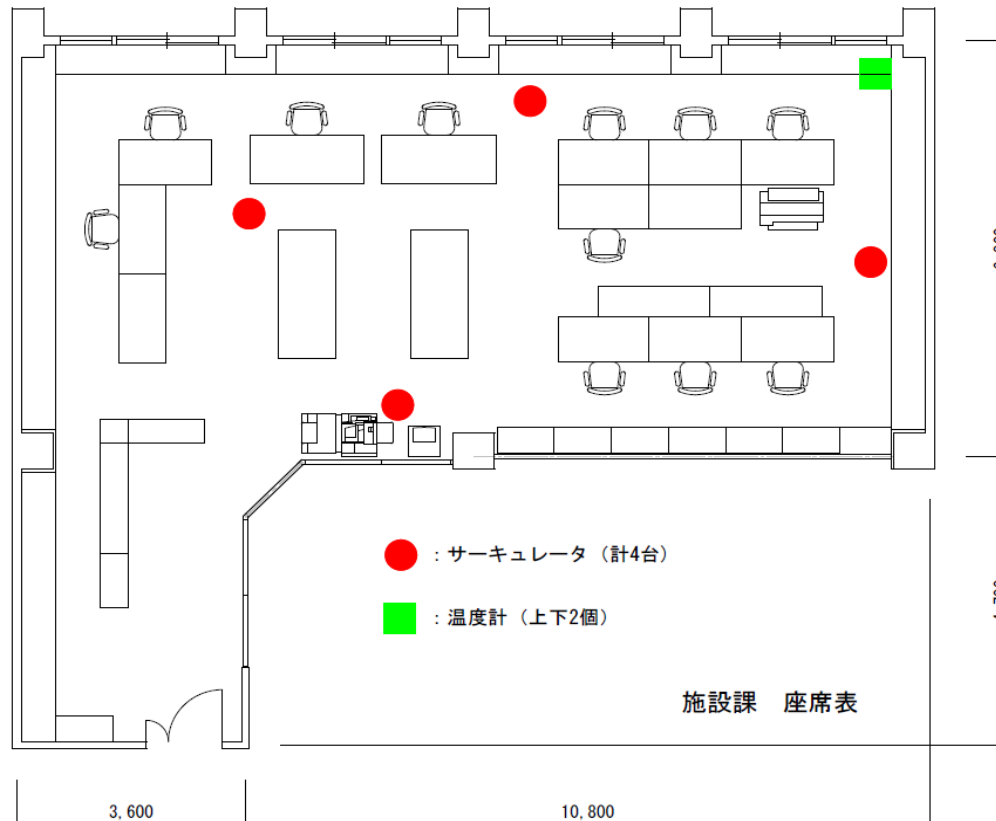 ：サーキュレータ（計4台）
：温度計（上下2個）
施設課　座席表
3,600
10,800